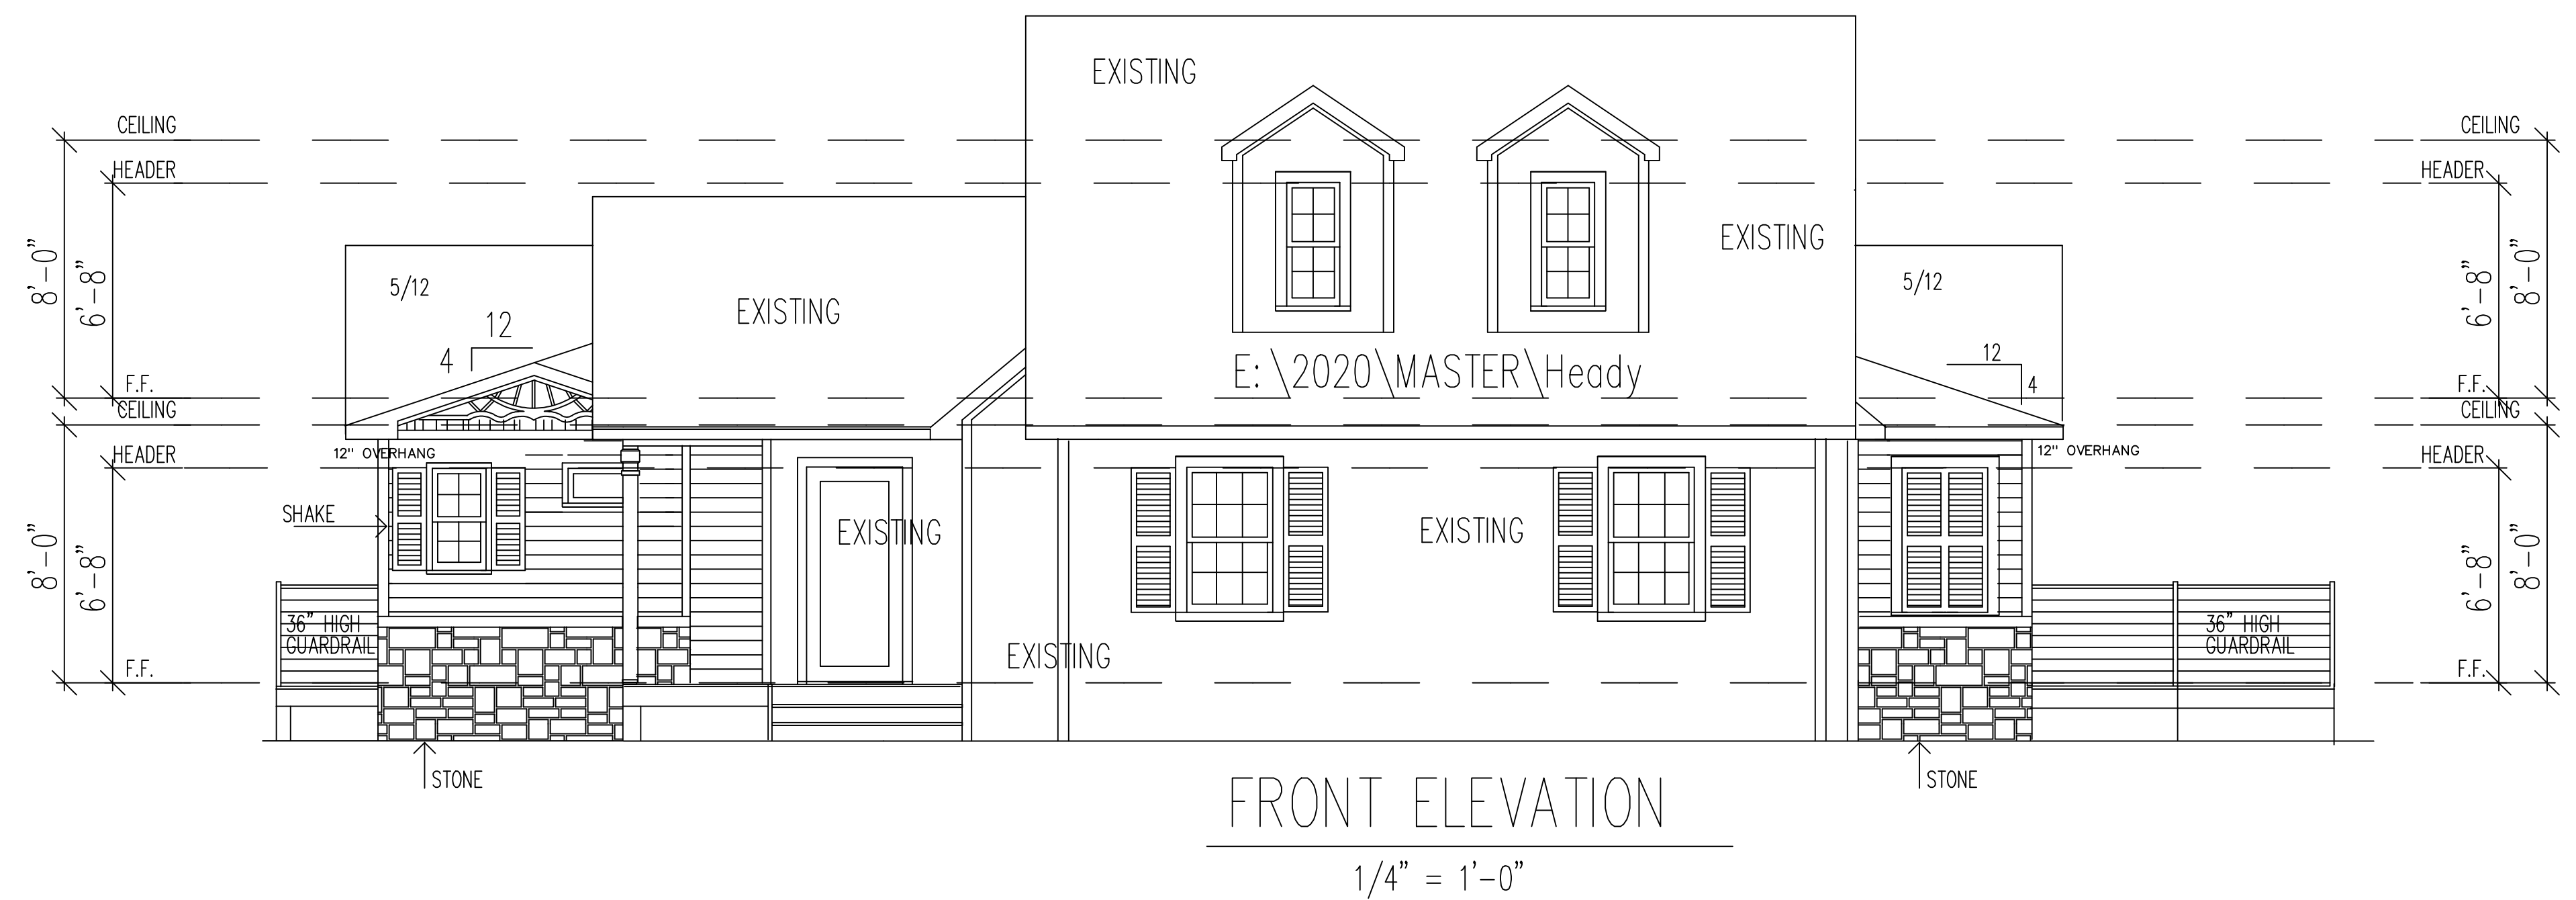 EXISTING
CEILING
CEILING
HEADER
HEADER
EXISTING
8'-0"
6'-8"
5/12
EXISTING
5/12
6'-8"
8'-0"
12
4
12
4
E:\2020\MASTER\Heady
F.F.
F.F.
CEILING
CEILING
12" OVERHANG
12" OVERHANG
HEADER
HEADER
SHAKE
EXISTING
EXISTING
8'-0"
6'-8"
6'-8"
8'-0"
36" HIGH
GUARDRAIL
36" HIGH
GUARDRAIL
EXISTING
F.F.
F.F.
STONE
STONE
FRONT ELEVATION
1/4" = 1'-0"